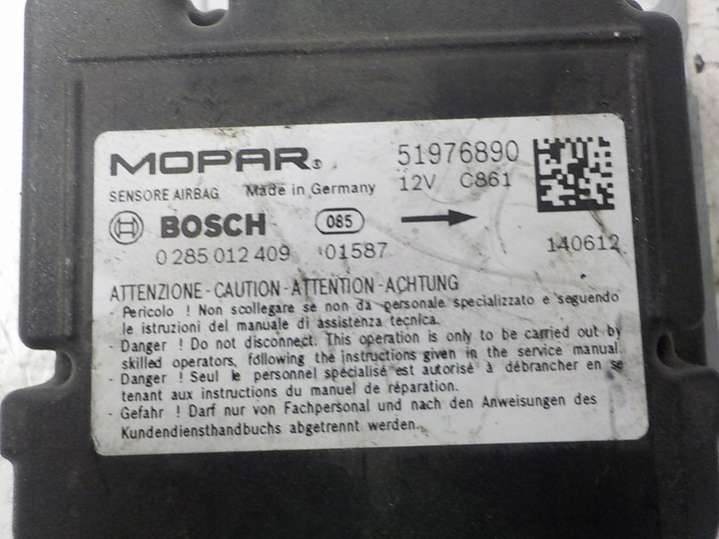 MOPAR® 51976890
SENSORE AIRBAG Made in Germany 12V C861
BOSCH 085
0 285 012 409 01587 140612
ATTENZIONE - CAUTION - ATTENTION - ACHTUNG
- Pericolo ! Non scollegare se non da personale specializzato e seguendo
le istruzioni del manuale di assistenza tecnica.
- Danger ! Do not disconnect. This operation is only to be carried out by
skilled operators, following the instructions given in the service manual.
- Danger ! Seul le personnel spécialisé est autorisé à débrancher en se
tenant aux instructions du manuel de réparation.
- Gefahr ! Darf nur von Fachpersonal und nach den Anweisungen des
Kundendiensthandbuchs abgetrennt werden.